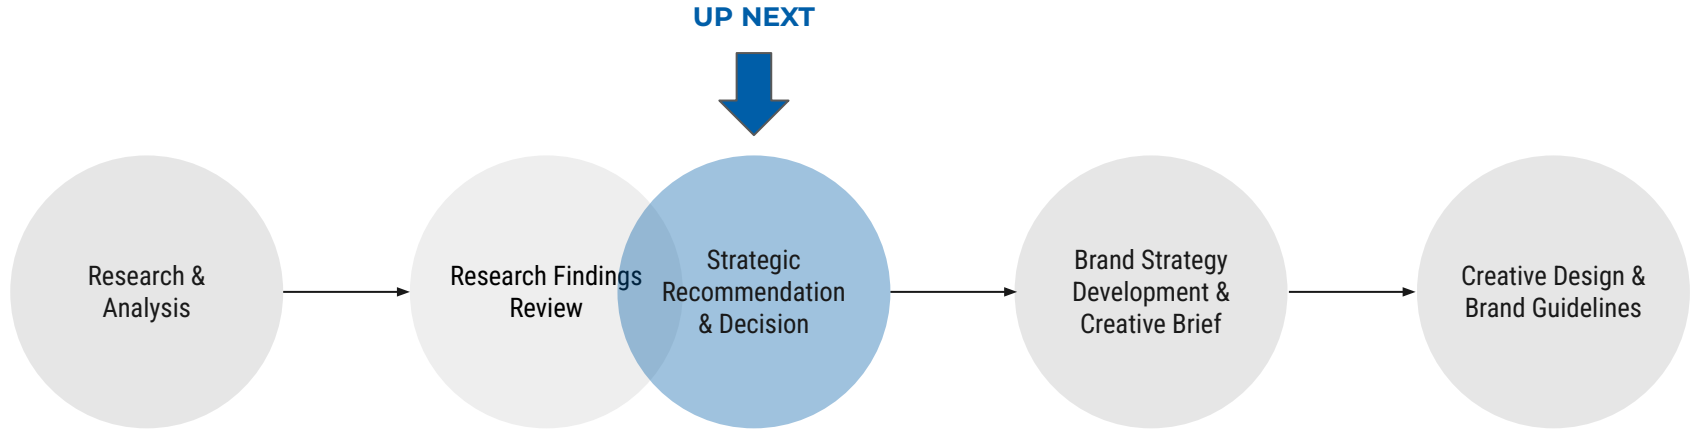 UP NEXT
Research &
Analysis
Research Findings
Review
Strategic
Recommendation
& Decision
Brand Strategy
Development &
Creative Brief
Creative Design &
Brand Guidelines